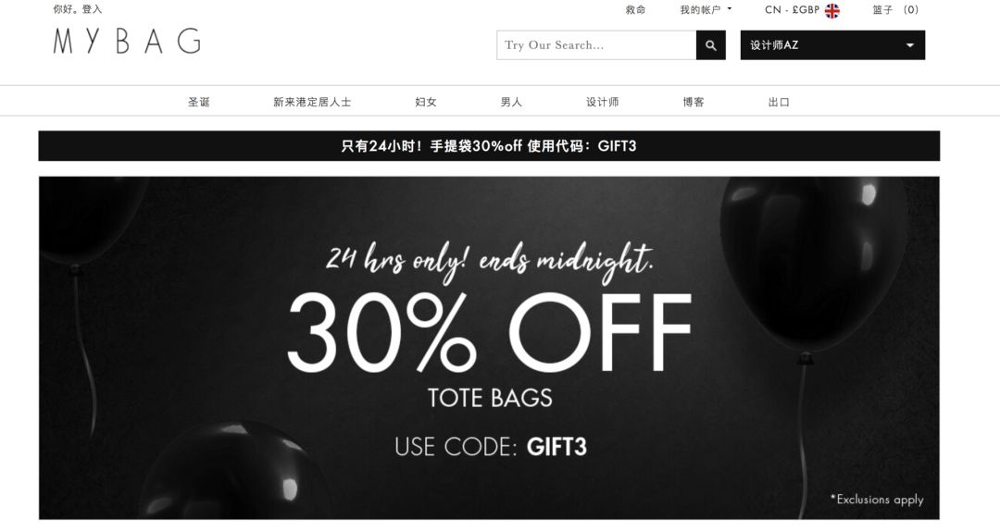 你好。登入
救命 我的帐户 CN - £GBP 篮子 (0)
MYBAG
Try Our Search...
设计师AZ
圣诞 新来港定居人士 妇女 男人 设计师 博客 出口
只有24小时！手提袋30%off 使用代码：GIFT3
24 hrs only! ends midnight.
30% OFF
TOTE BAGS
USE CODE: GIFT3
*Exclusions apply